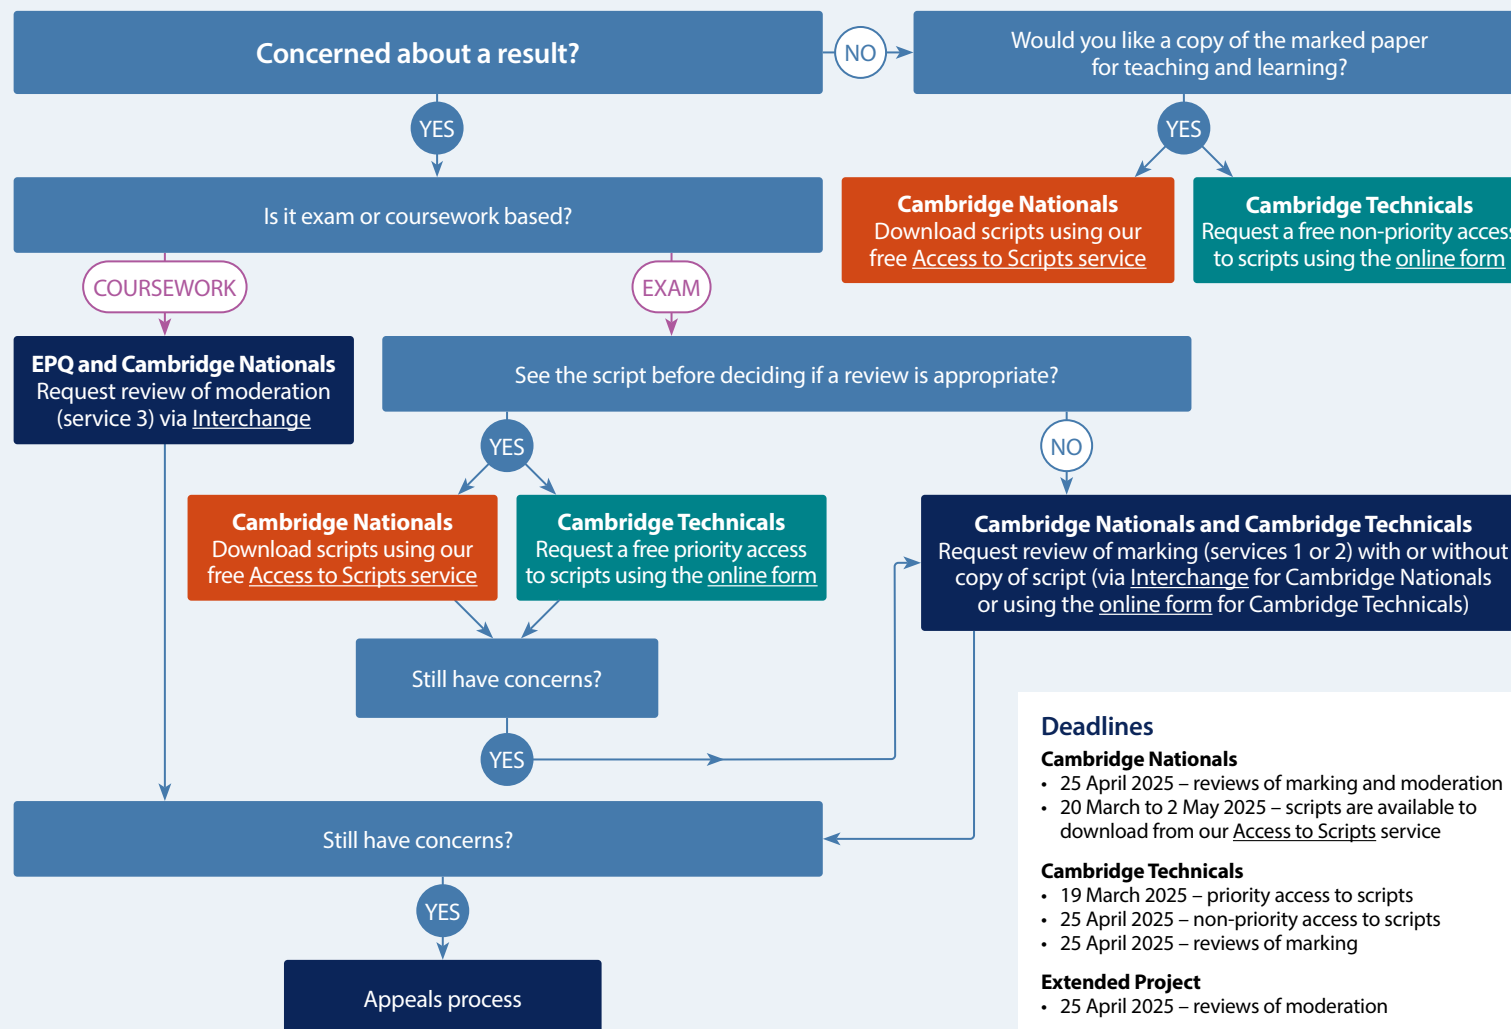 Concerned about a result?
NO
Would you like a copy of the marked paper
for teaching and learning?
YES
YES
Is it exam or coursework based?
Cambridge Nationals
Download scripts using our
free Access to Scripts service
Cambridge Technicals
Request a free non-priority access
to scripts using the online form
COURSEWORK
EXAM
EPQ and Cambridge Nationals
Request review of moderation
(service 3) via Interchange
See the script before deciding if a review is appropriate?
YES
NO
Cambridge Nationals
Download scripts using our
free Access to Scripts service
Cambridge Technicals
Request a free priority access
to scripts using the online form
Cambridge Nationals and Cambridge Technicals
Request review of marking (services 1 or 2) with or without
copy of script (via Interchange for Cambridge Nationals
or using the online form for Cambridge Technicals)
Still have concerns?
YES
Still have concerns?
YES
Appeals process
Deadlines
Cambridge Nationals
• 25 April 2025 – reviews of marking and moderation
• 20 March to 2 May 2025 – scripts are available to
download from our Access to Scripts service
Cambridge Technicals
• 19 March 2025 – priority access to scripts
• 25 April 2025 – non-priority access to scripts
• 25 April 2025 – reviews of marking
Extended Project
• 25 April 2025 – reviews of moderation